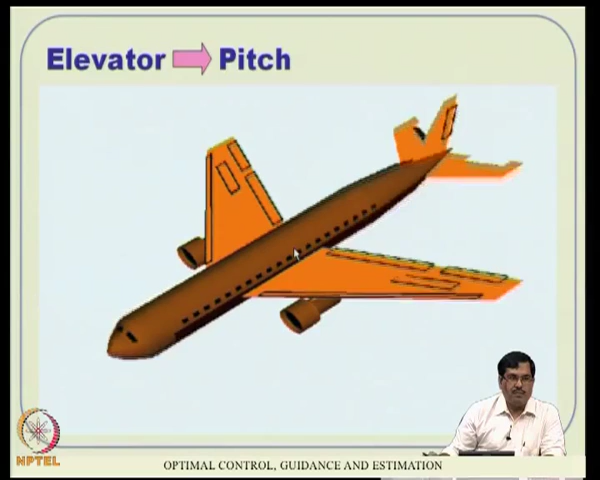 Elevator Pitch
NPTEL
OPTIMAL CONTROL, GUIDANCE AND ESTIMATION